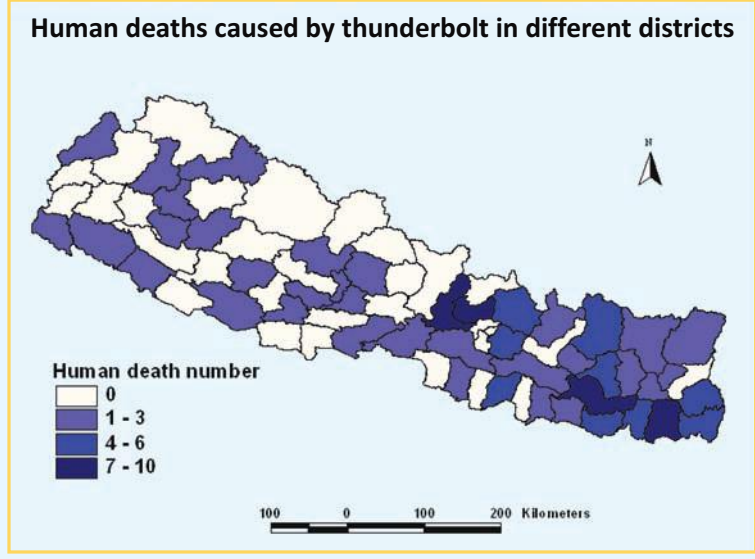 Human deaths caused by thunderbolt in different districts
N
Human death number
0
1 - 3
4 - 6
7 - 10
100 0 100 200 Kilometers